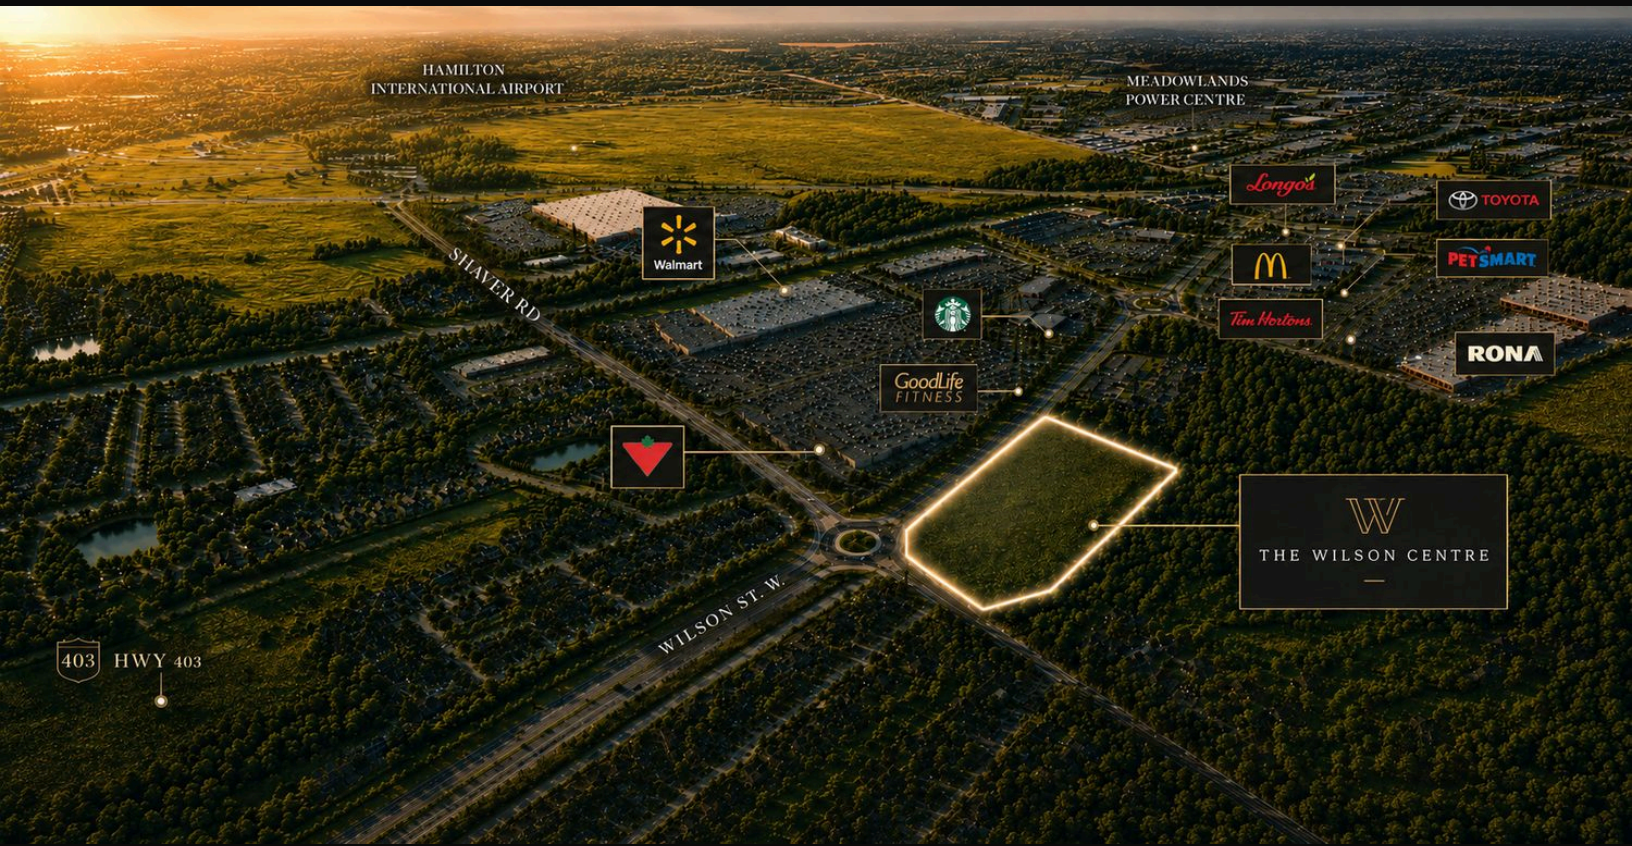 HAMILTON
INTERNATIONAL AIRPORT
MEADOWLANDS
POWER CENTRE
Longo's
TOYOTA
Walmart
SHAVER RD
PETSMART
Tim Hortons
RONA
GoodLife
FITNESS
W
THE WILSON CENTRE
WILSON ST. W.
403 HWY 403